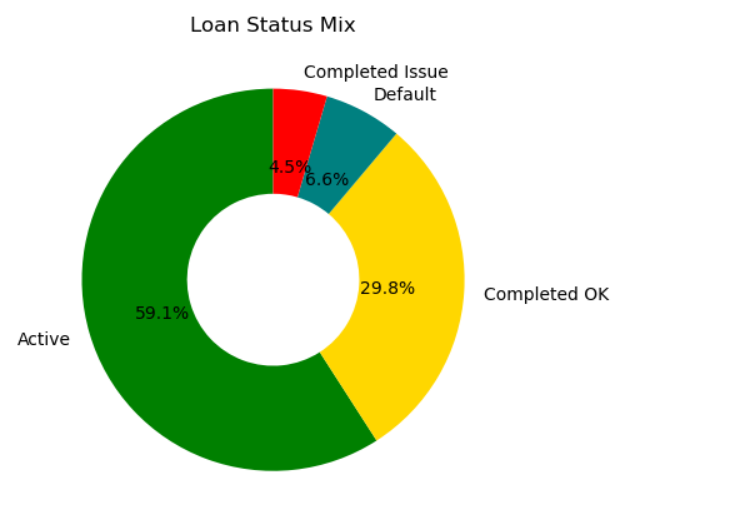 Loan Status Mix
Completed Issue
Default
4.5%
6.6%
29.8%
Completed OK
59.1%
Active